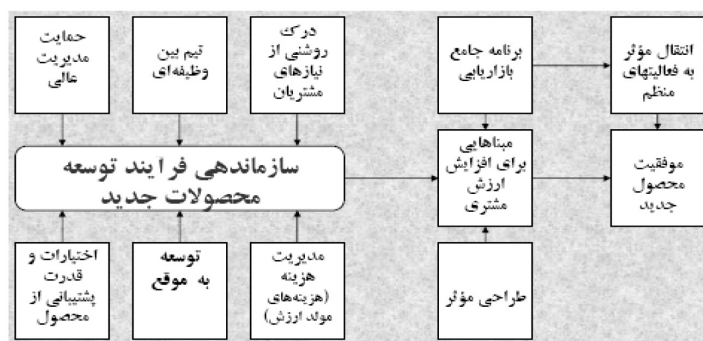 حمایت
مدیریت
عالی
تیم بین
وظیفه‌ای
درک
روشنی از
نیازهای
مشتریان
برنامه جامع
بازاریابی
انتقال مؤثر
به فعالیتهای
منظم
سازماندهی فرایند توسعه
محصولات جدید
مبناهایی
برای افزایش
ارزش
مشتری
موفقیت
محصول
جدید
اختیارات و
قدرت
پشتیبانی از
محصول
توسعه
به موقع
مدیریت
هزینه
(هزینه‌های
مولد ارزش)
طراحی مؤثر